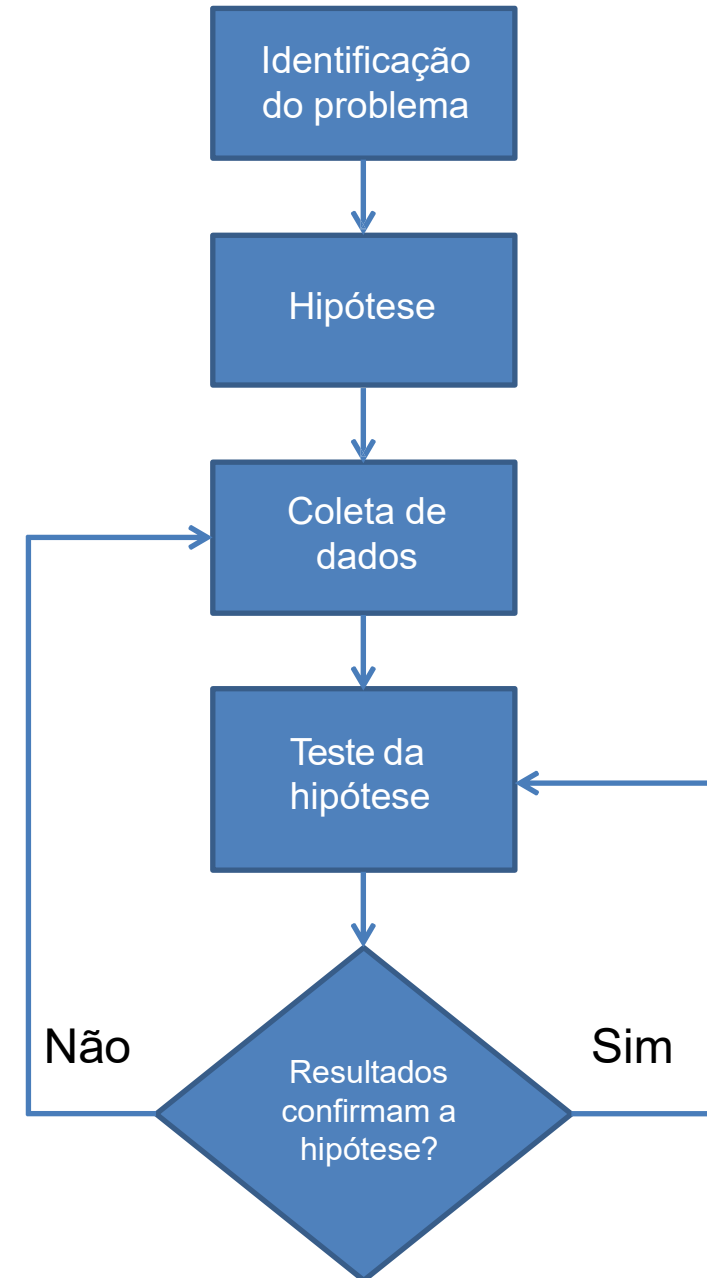 Identificação
do problema
Hipótese
Coleta de
dados
Teste da
hipótese
Não
Sim
Resultados
confirmam a
hipótese?